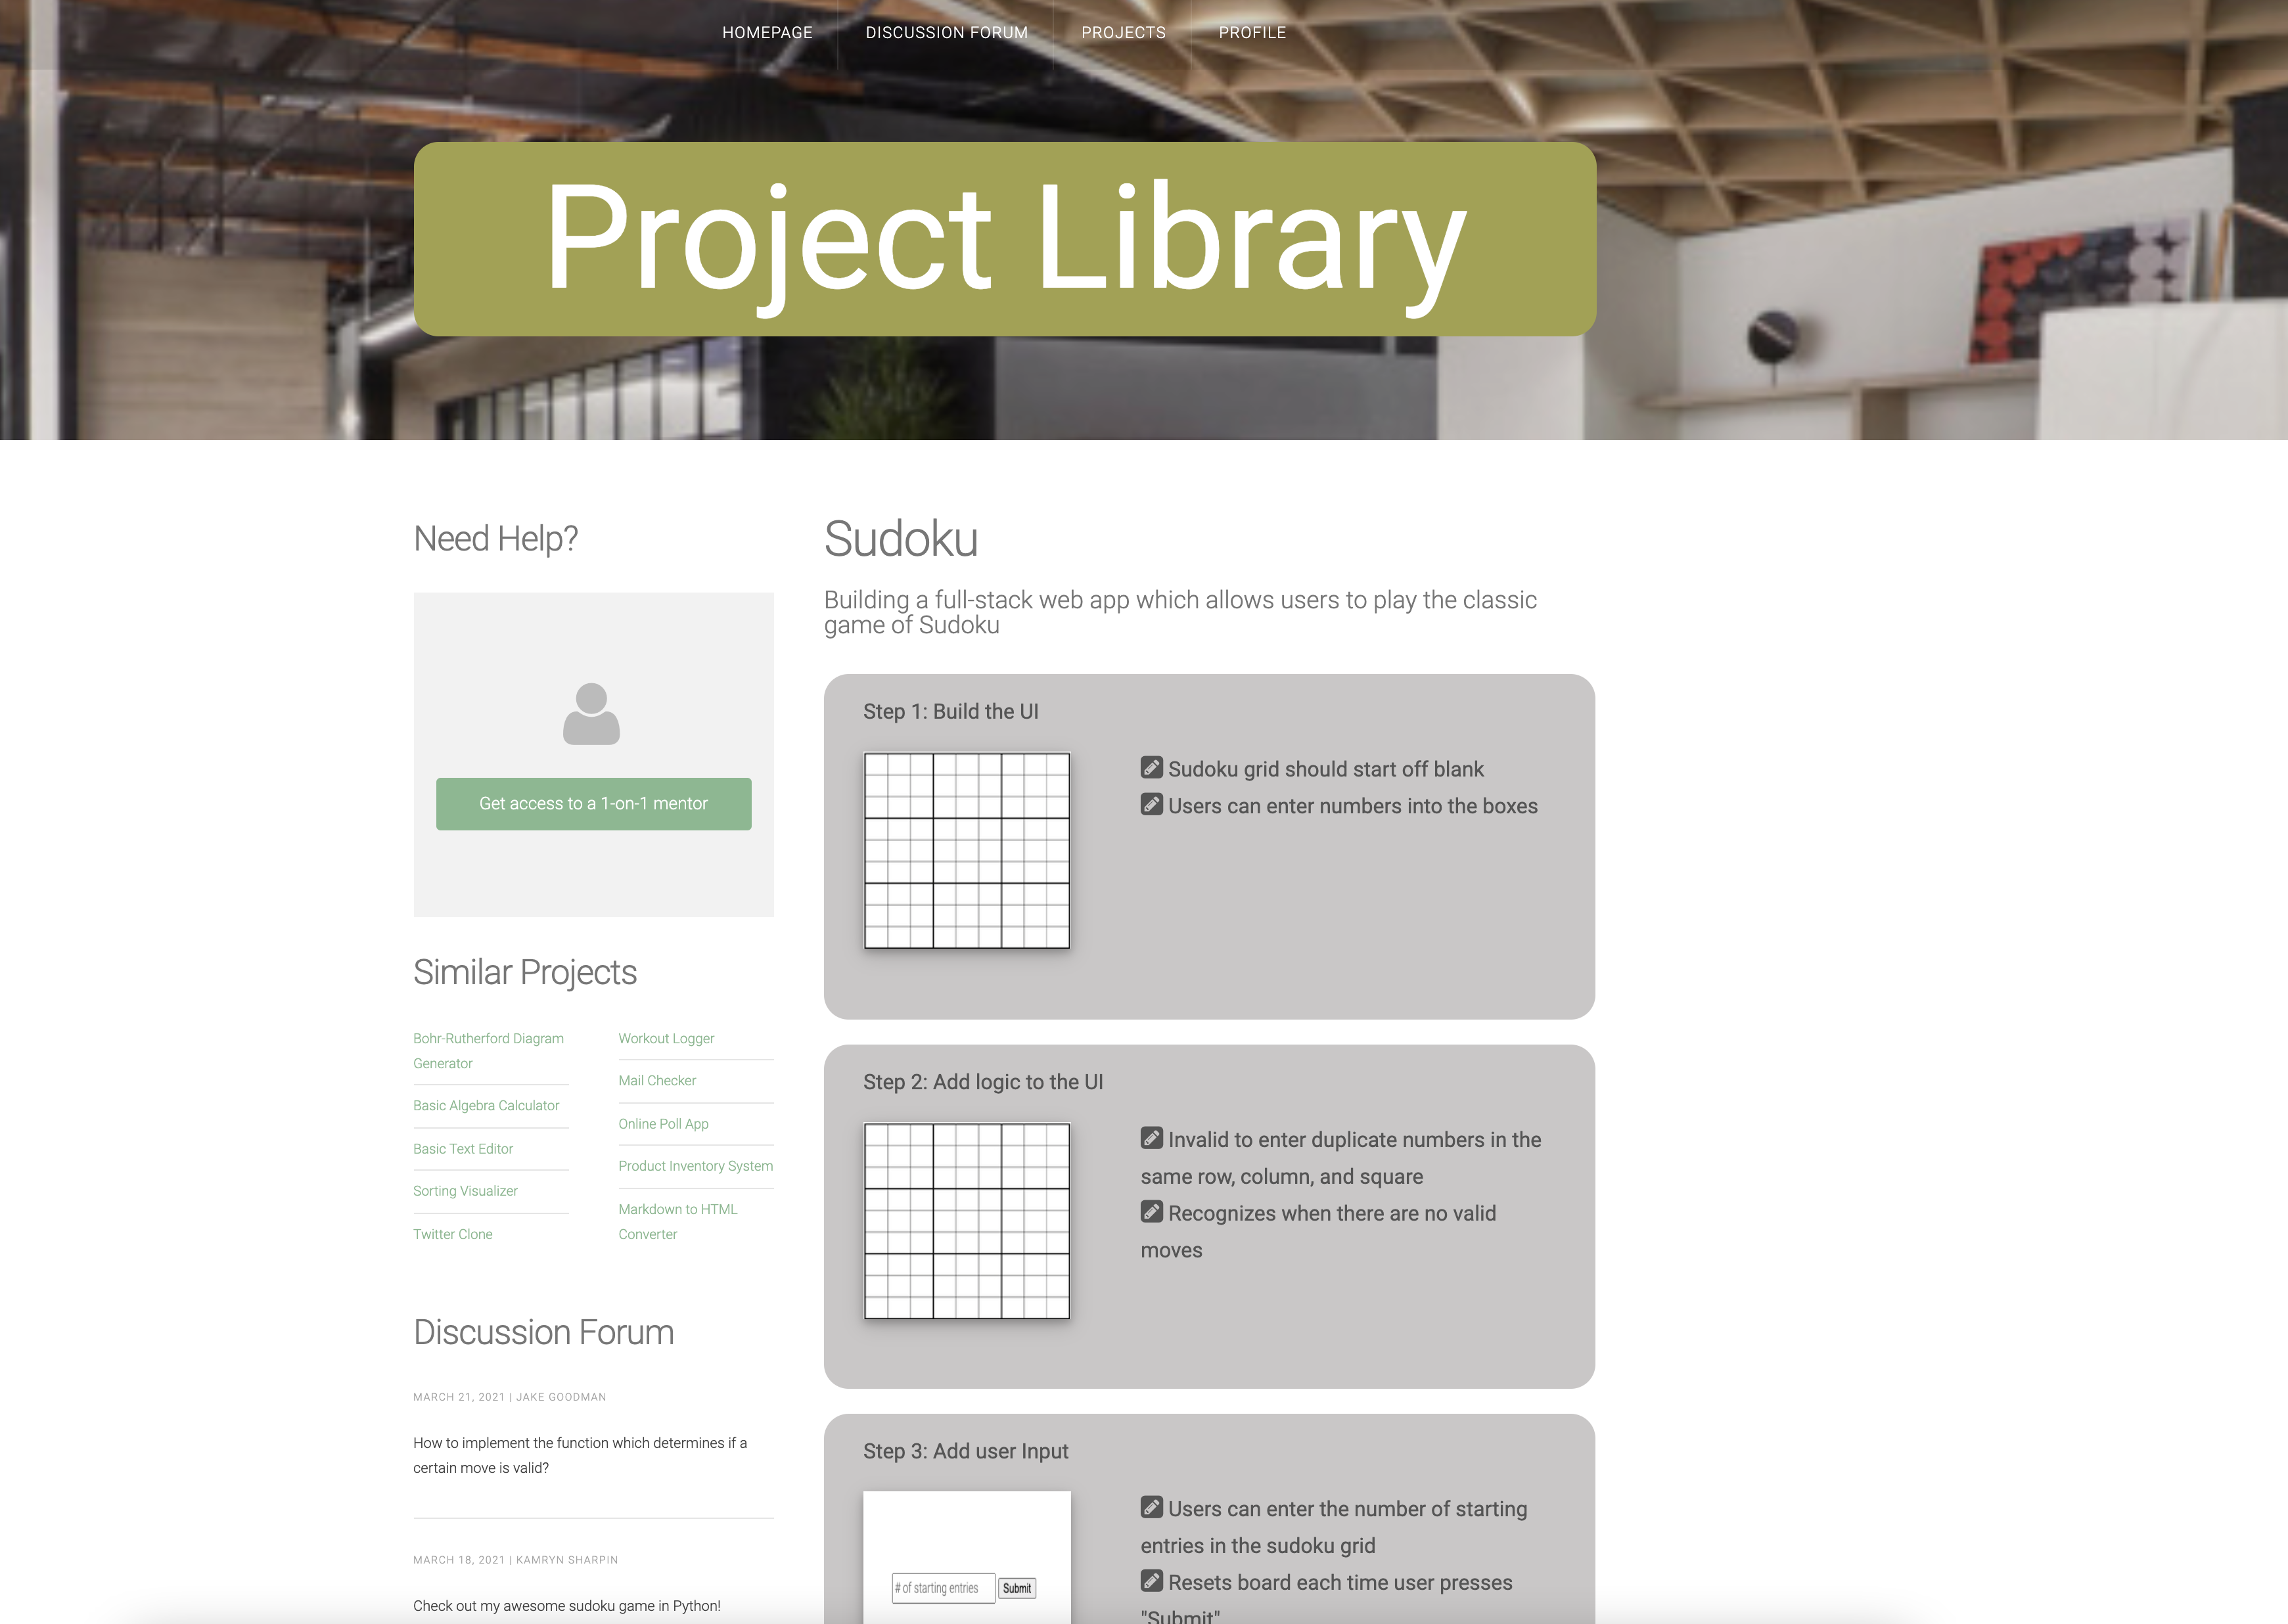 HOMEPAGE
DISCUSSION FORUM
PROJECTS
PROFILE
Project Library
Need Help?
Get access to a 1-on-1 mentor
Similar Projects
Bohr-Rutherford Diagram
Generator
Basic Algebra Calculator
Basic Text Editor
Sorting Visualizer
Twitter Clone
Workout Logger
Mail Checker
Online Poll App
Product Inventory System
Markdown to HTML
Converter
Discussion Forum
MARCH 21, 2021 | JAKE GOODMAN
How to implement the function which determines if a
certain move is valid?
MARCH 18, 2021 | KAMRYN SHARPIN
Check out my awesome sudoku game in Python!
Sudoku
Building a full-stack web app which allows users to play the classic
game of Sudoku
Step 1: Build the UI
Sudoku grid should start off blank
Users can enter numbers into the boxes
Step 2: Add logic to the UI
Invalid to enter duplicate numbers in the
same row, column, and square
Recognizes when there are no valid
moves
Step 3: Add user Input
# of starting entries
Submit
Users can enter the number of starting
entries in the sudoku grid
Resets board each time user presses
"Submit"